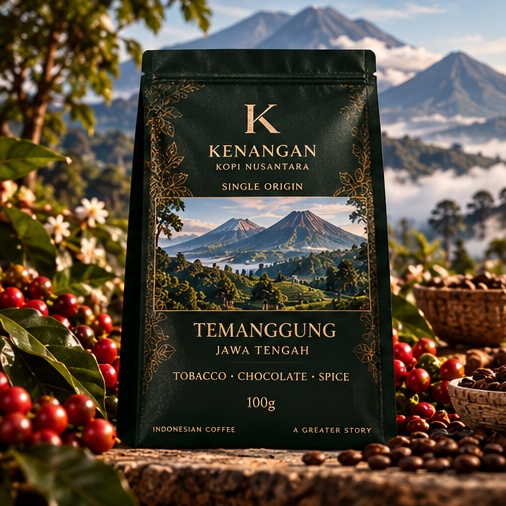 K
KENANGAN
KOPI NUSANTARA
SINGLE ORIGIN
TEMANGGUNG
JAWA TENGAH
TOBACCO • CHOCOLATE • SPICE
100g
INDONESIAN COFFEE
A GREATER STORY